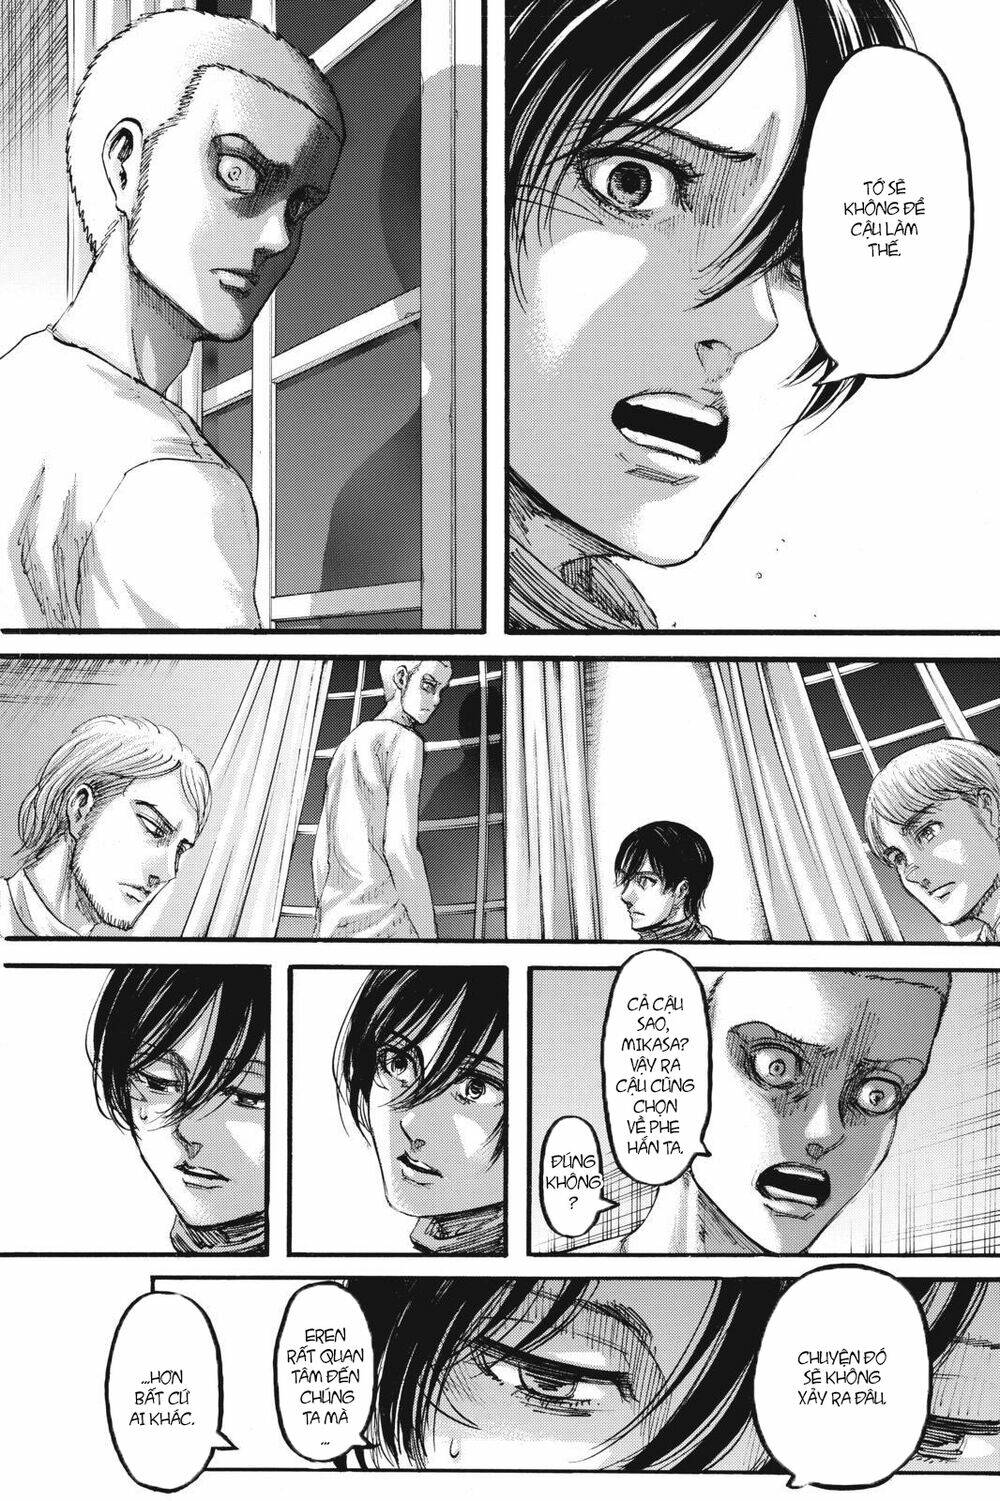 TỚ SẼ
KHÔNG ĐỀ
CẬU LÀM
THẾ.
CẢ CẬU
SAO,
MIKASA?
VẬY RA
CẬU CŨNG
CHỌN
VỀ PHE
HẮN TA.
ĐÚNG
KHÔNG
?
CHUYỆN ĐÓ
SẼ KHÔNG
XẢY RA ĐÂU.
EREN
RẤT QUAN
TÂM ĐẾN
CHÚNG
TA MÀ
...
...HƠN
BẤT CỨ
AI KHÁC.